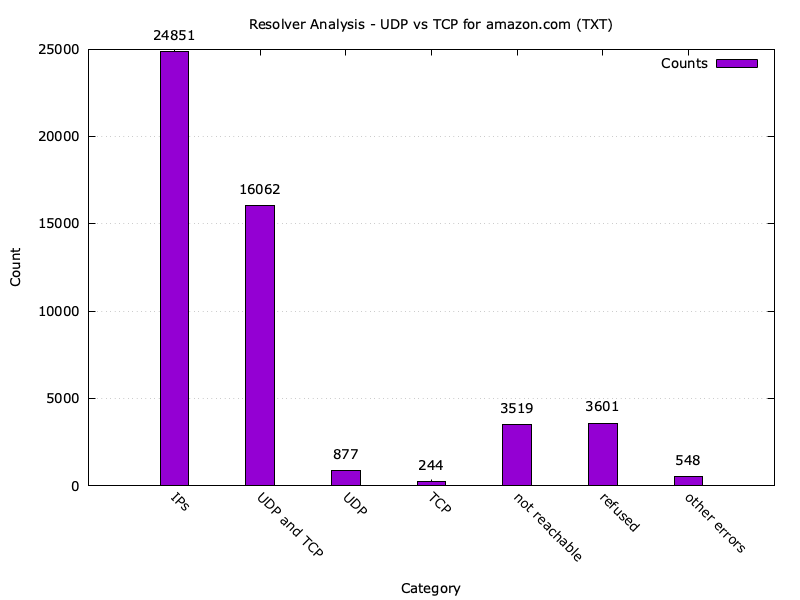 Resolver Analysis - UDP vs TCP for amazon.com (TXT)
Counts
Count
25000
20000
15000
10000
5000
0
24851
16062
877
244
3519
3601
548
IPs
UDP and TCP
UDP
TCP
not reachable
refused
other errors
Category